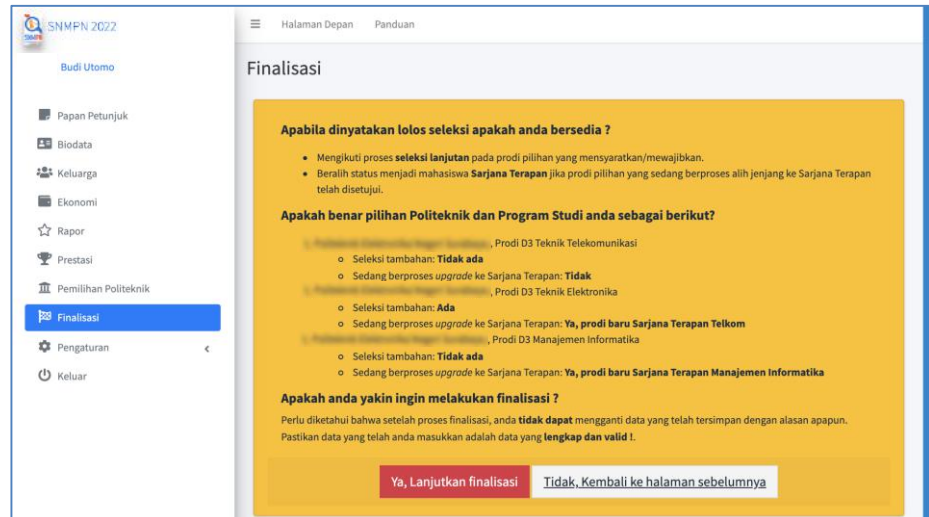 SNMPN 2022
Halaman Depan Panduan
Budi Utomo
Finalisasi
Papan Petunjuk
Biodata
Keluarga
Ekonomi
Rapor
Prestasi
Pemilihan Politeknik
Finalisasi
Pengaturan
Keluar
Apabila dinyatakan lolos seleksi apakah anda bersedia ?
Mengikuti proses seleksi lanjutan pada prodi pilihan yang mensyaratkan/mewajibkan.
Beralih status menjadi mahasiswa Sarjana Terapan jika prodi pilihan yang sedang berproses alih jenjang ke Sarjana Terapan
telah disetujui.
Apakah benar pilihan Politeknik dan Program Studi anda sebagai berikut?
, Prodi D3 Teknik Telekomunikasi
Seleksi tambahan: Tidak ada
Sedang berproses upgrade ke Sarjana Terapan: Tidak
, Prodi D3 Teknik Elektronika
Seleksi tambahan: Ada
Sedang berproses upgrade ke Sarjana Terapan: Ya, prodi baru Sarjana Terapan Telkom
, Prodi D3 Manajemen Informatika
Seleksi tambahan: Tidak ada
Sedang berproses upgrade ke Sarjana Terapan: Ya, prodi baru Sarjana Terapan Manajemen Informatika
Apakah anda yakin ingin melakukan finalisasi ?
Perlu diketahui bahwa setelah proses finalisasi, anda tidak dapat mengganti data yang telah tersimpan dengan alasan apapun.
Pastikan data yang telah anda masukkan adalah data yang lengkap dan valid !.
Ya, Lanjutkan finalisasi Tidak, Kembali ke halaman sebelumnya